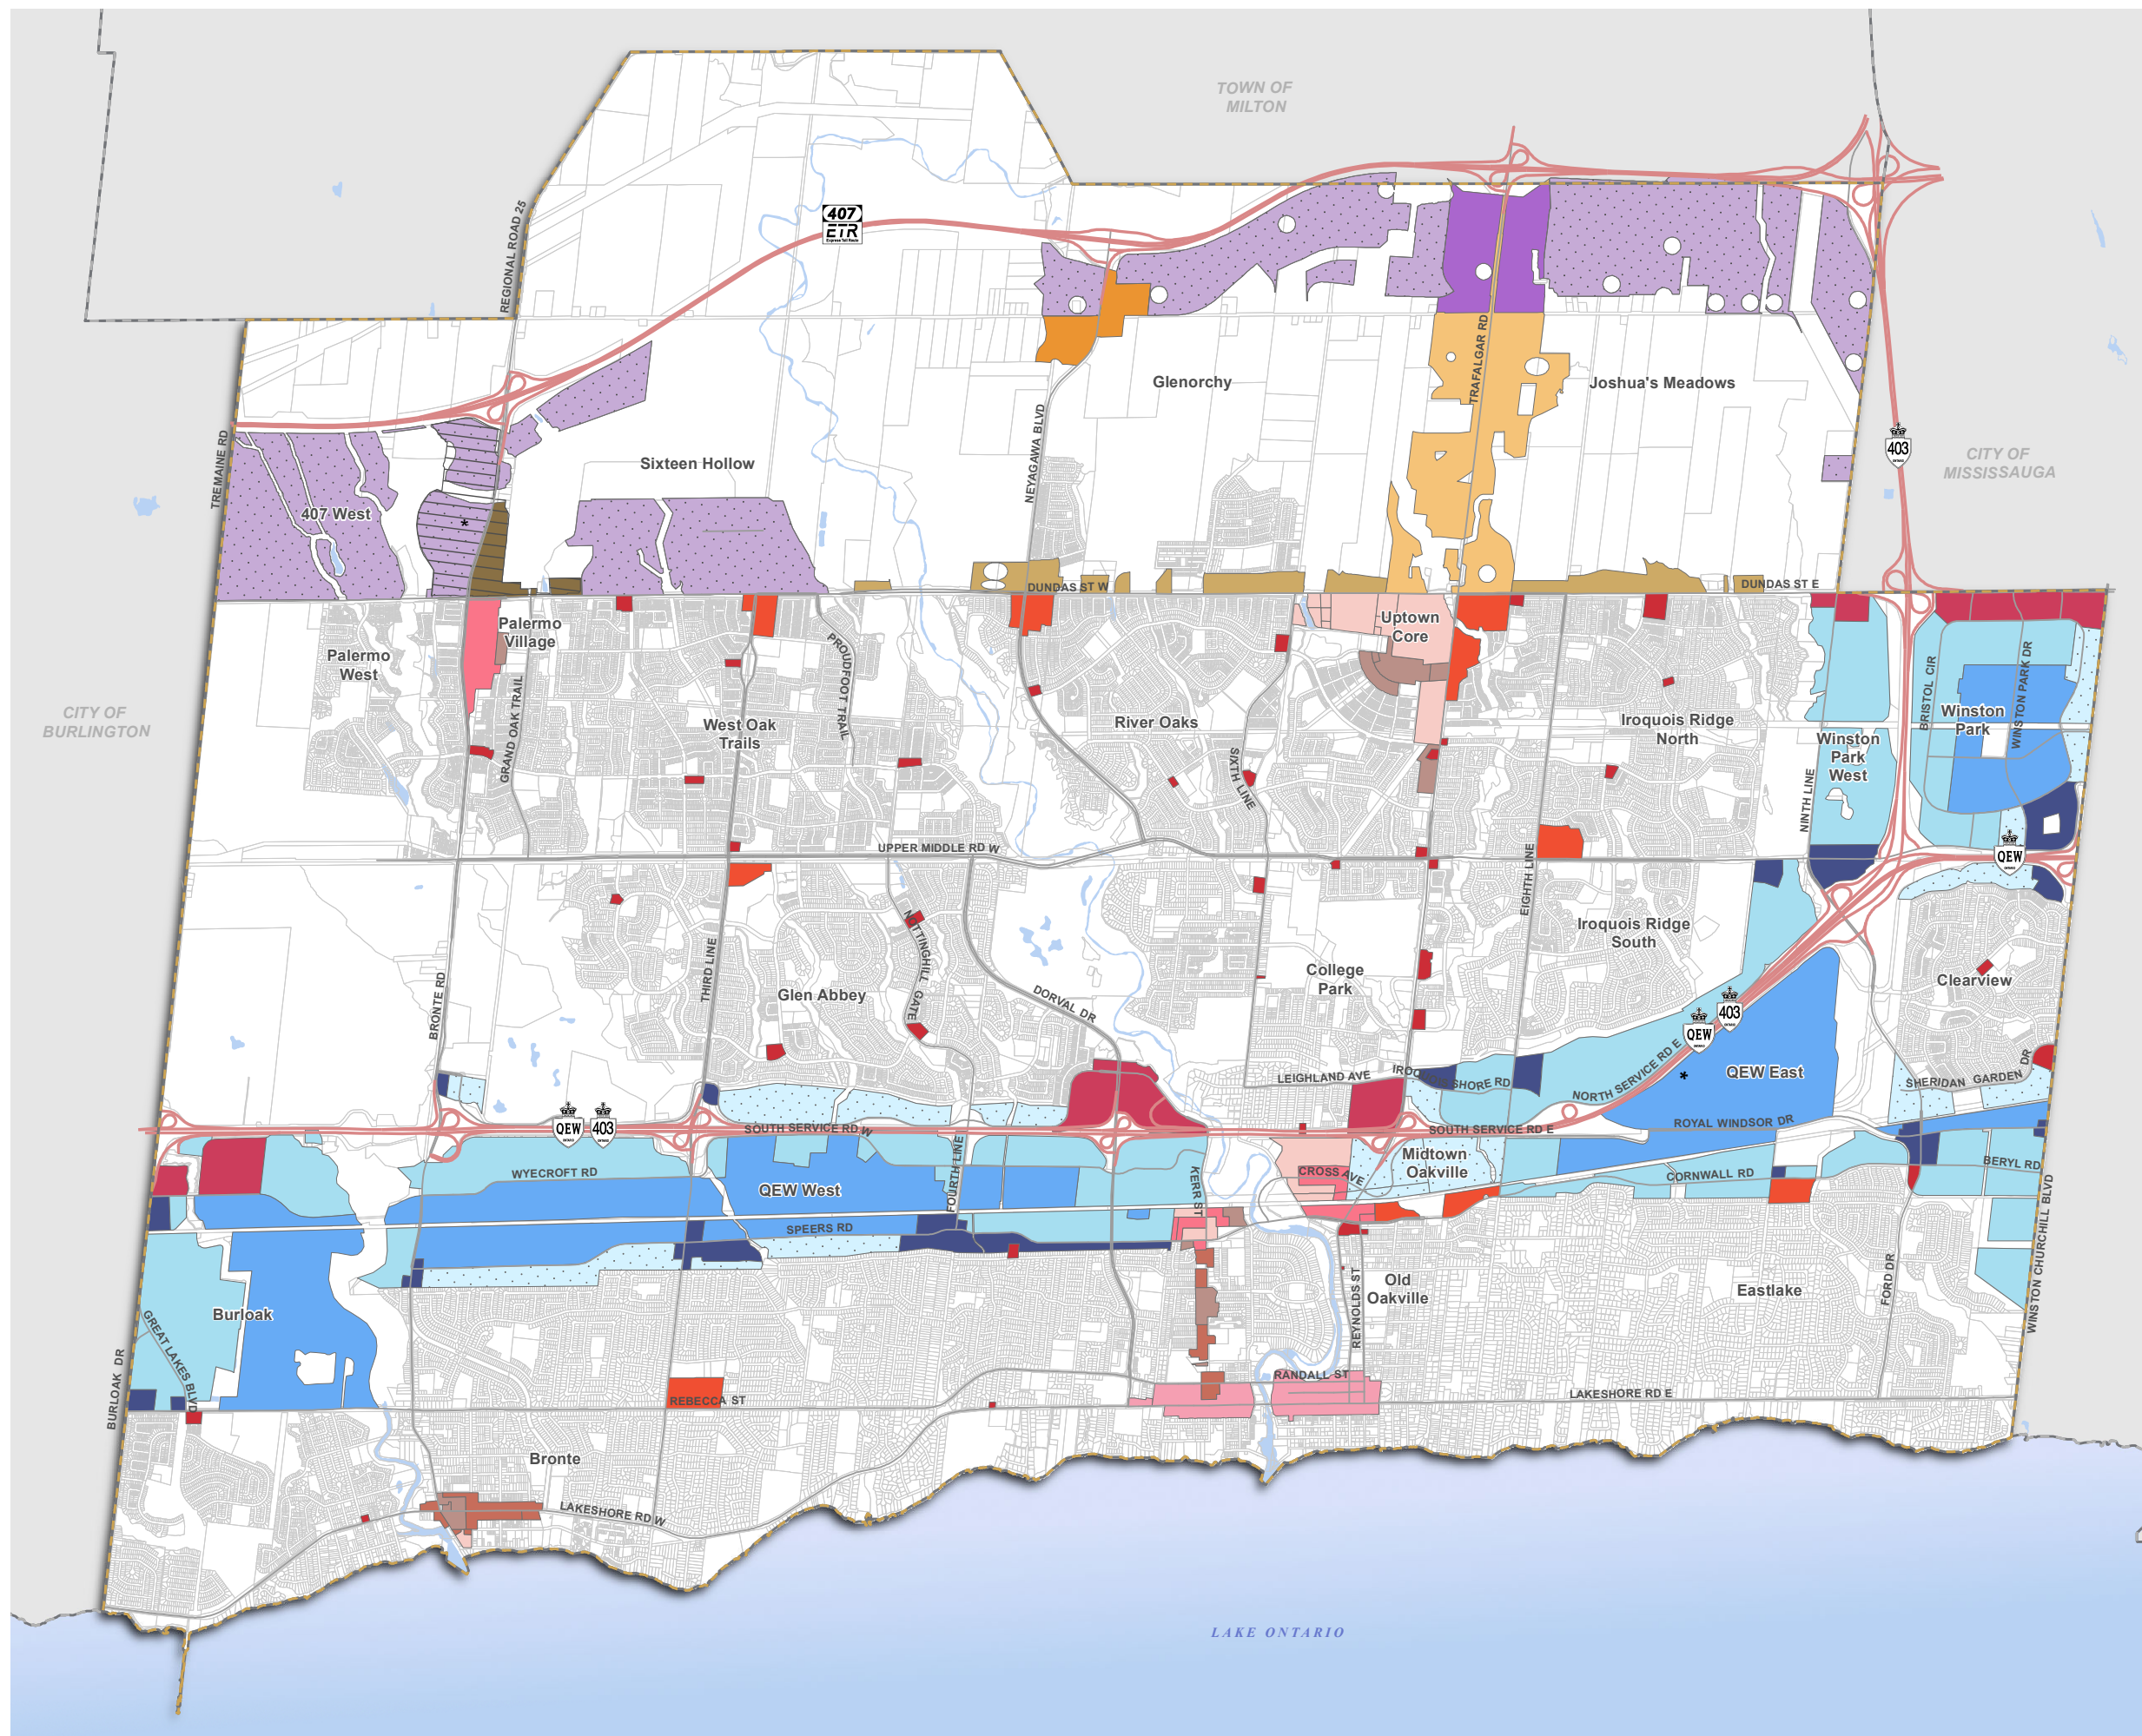 TOWN OF
MILTON
REGIONAL ROAD 25
407
ETR
Express Toll Route
TRAFALGAR RD
Glenorchy
Joshua's Meadows
NEYAGAWA BLVD
TREMAINE RD
Sixteen Hollow
403
CITY OF
MISSISSAUGA
407 West
*
DUNDAS ST W
DUNDAS ST E
Palermo
Village
Uptown
Core
Palermo
West
PROUDFOOT TRAIL
GRAND OAK TRAIL
CITY OF
BURLINGTON
West Oak
Trails
River Oaks
SIXTH LINE
Iroquois Ridge
North
BRISTOL CIR
WINSTON PARK DR
Winston
Park
Winston
Park
West
NINTH LINE
UPPER MIDDLE RD W
EIGHTH LINE
QEW
NOTTINGHILL GATE
Iroquois Ridge
South
THIRD LINE
BRONTE RD
Glen Abbey
DORVAL DR
College
Park
Clearview
403
QEW
LEIGHLAND AVE
IROQUOIS SHORE RD
NORTH SERVICE RD E
*
QEW East
SHERIDAN GARDEN DR
QEW
403
SOUTH SERVICE RD W
SOUTH SERVICE RD E
ROYAL WINDSOR DR
WYECROFT RD
QEW West
FOURTH LINE
KERR ST
CROSS AVE
Midtown
Oakville
CORNWALL RD
BERYL RD
SPEERS RD
Burloak
GREAT LAKES BLVD
BURLOAK DR
REYNOLDS ST
Old
Oakville
Eastlake
FORD DR
WINSTON CHURCHILL BLVD
RANDALL ST
REBECCA ST
LAKESHORE RD E
Bronte
LAKESHORE RD W
LAKE ONTARIO